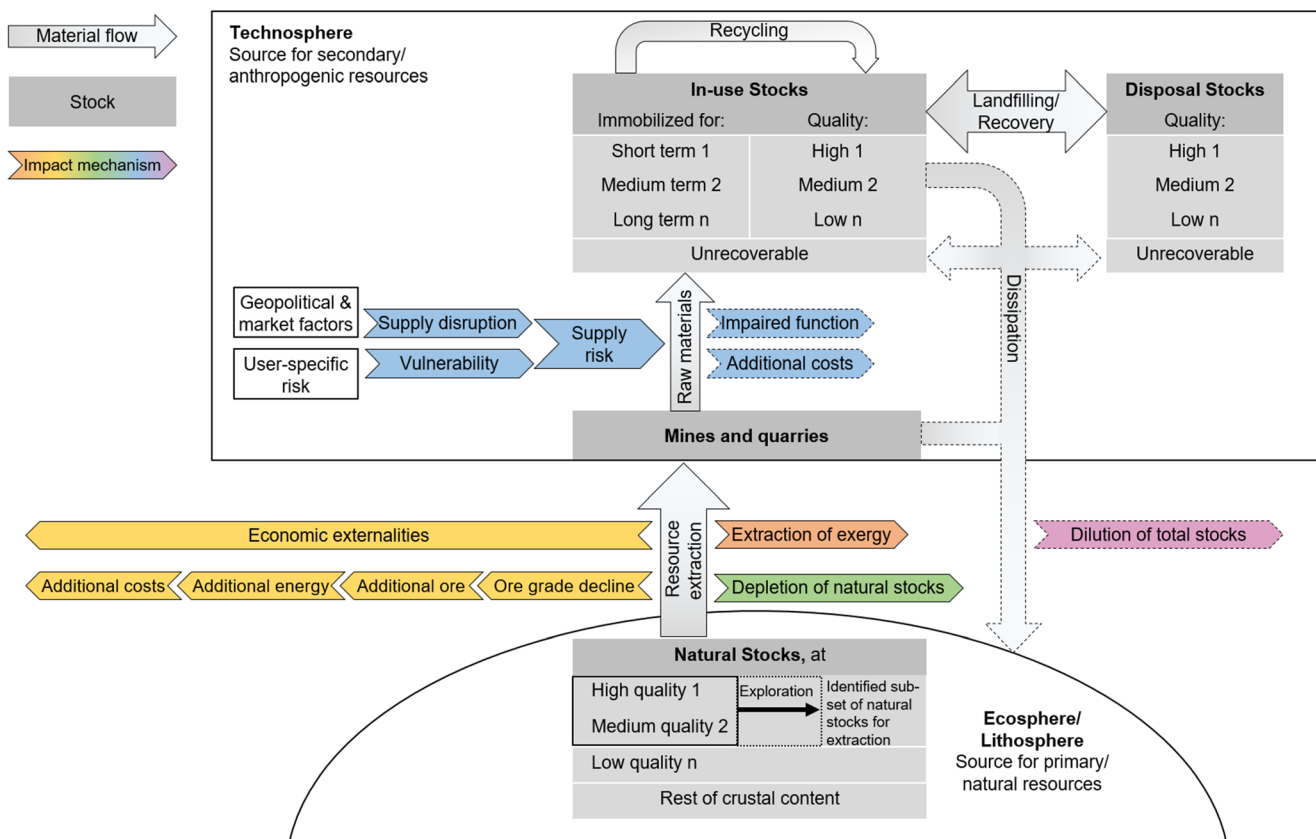 Material flow
Stock
Impact mechanism
Technosphere
Source for secondary/
anthropogenic resources
Recycling
In-use Stocks
Immobilized for:
Quality:
Short term 1
High 1
Medium term 2
Medium 2
Long term n
Low n
Unrecoverable
Landfilling/
Recovery
Disposal Stocks
Quality:
High 1
Medium 2
Low n
Unrecoverable
Dissipation
Geopolitical &
market factors
Supply disruption
User-specific
risk
Vulnerability
Supply
risk
Raw materials
Impaired function
Additional costs
Mines and quarries
Economic externalities
Additional costs
Additional energy
Additional ore
Ore grade decline
Resource
extraction
Extraction of exergy
Depletion of natural stocks
Dilution of total stocks
Natural Stocks, at
High quality 1
Medium quality 2
Exploration
Identified sub-
set of natural
stocks for
extraction
Low quality n
Rest of crustal content
Ecosphere/
Lithosphere
Source for primary/
natural resources